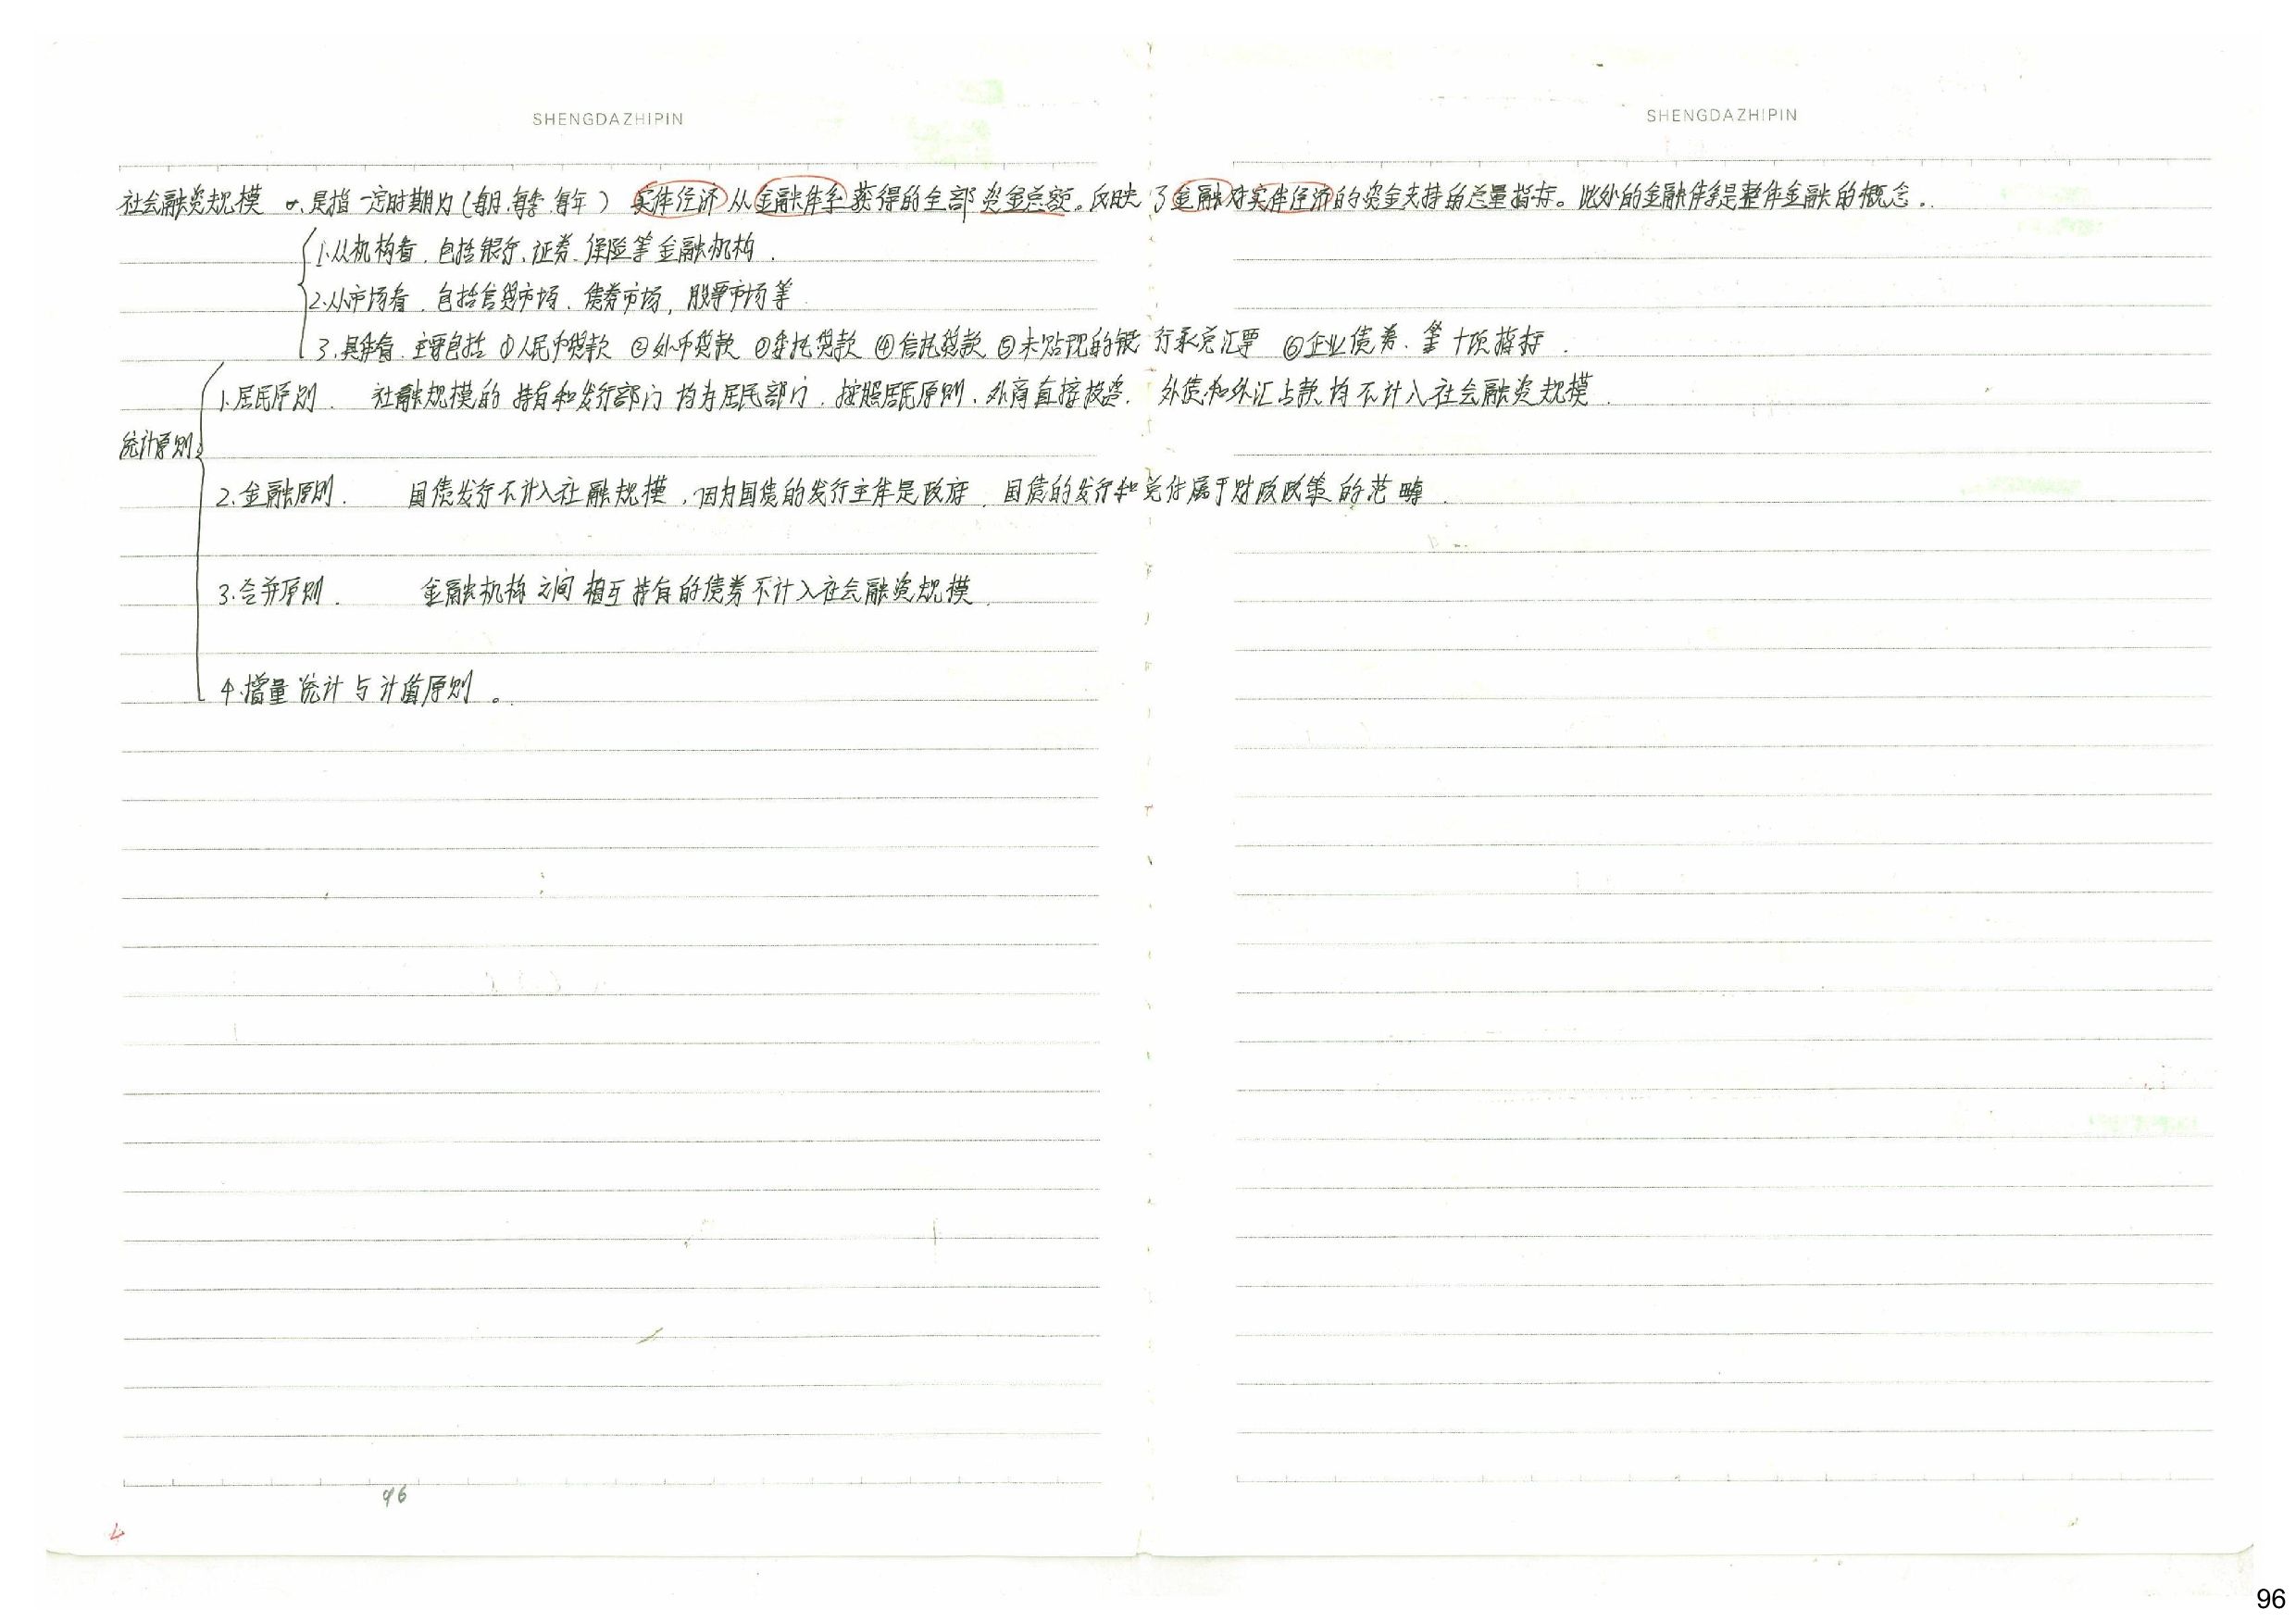 SHENGDAZHIPIN
SHENGDAZHIPIN
社会融资规模 0.是指一定时期内(每月.每季.每年) 实体经济从金融体系获得的全部资金总额。反映了金融对实体经济的资金支持的总量指标。此处的金融体系是整体金融的概念.
1.从机构看.包括银行、证券.保险等金融机构.
2.从市场看.包括信贷市场、债券市场,股票市场等
3.具体看.主要包括 ①人民币贷款 ②外币贷款 ③委托贷款 ④信托贷款 ⑤未贴现的银行承兑汇票 ⑥企业债券.等十项指标.
1.居民原则. 社融规模的持有和发行部门均为居民部门.按照居民原则、外商直接投资.外债和外汇占款均不计入社会融资规模.
统计原则
2.金融原则. 国债发行不计入社融规模,因为国债的发行主体是政府.国债的发行和兑付属于财政政策的范畴.
3.合并原则. 金融机构之间相互持有的债券不计入社会融资规模.
4.增量统计与计值原则。
96
96